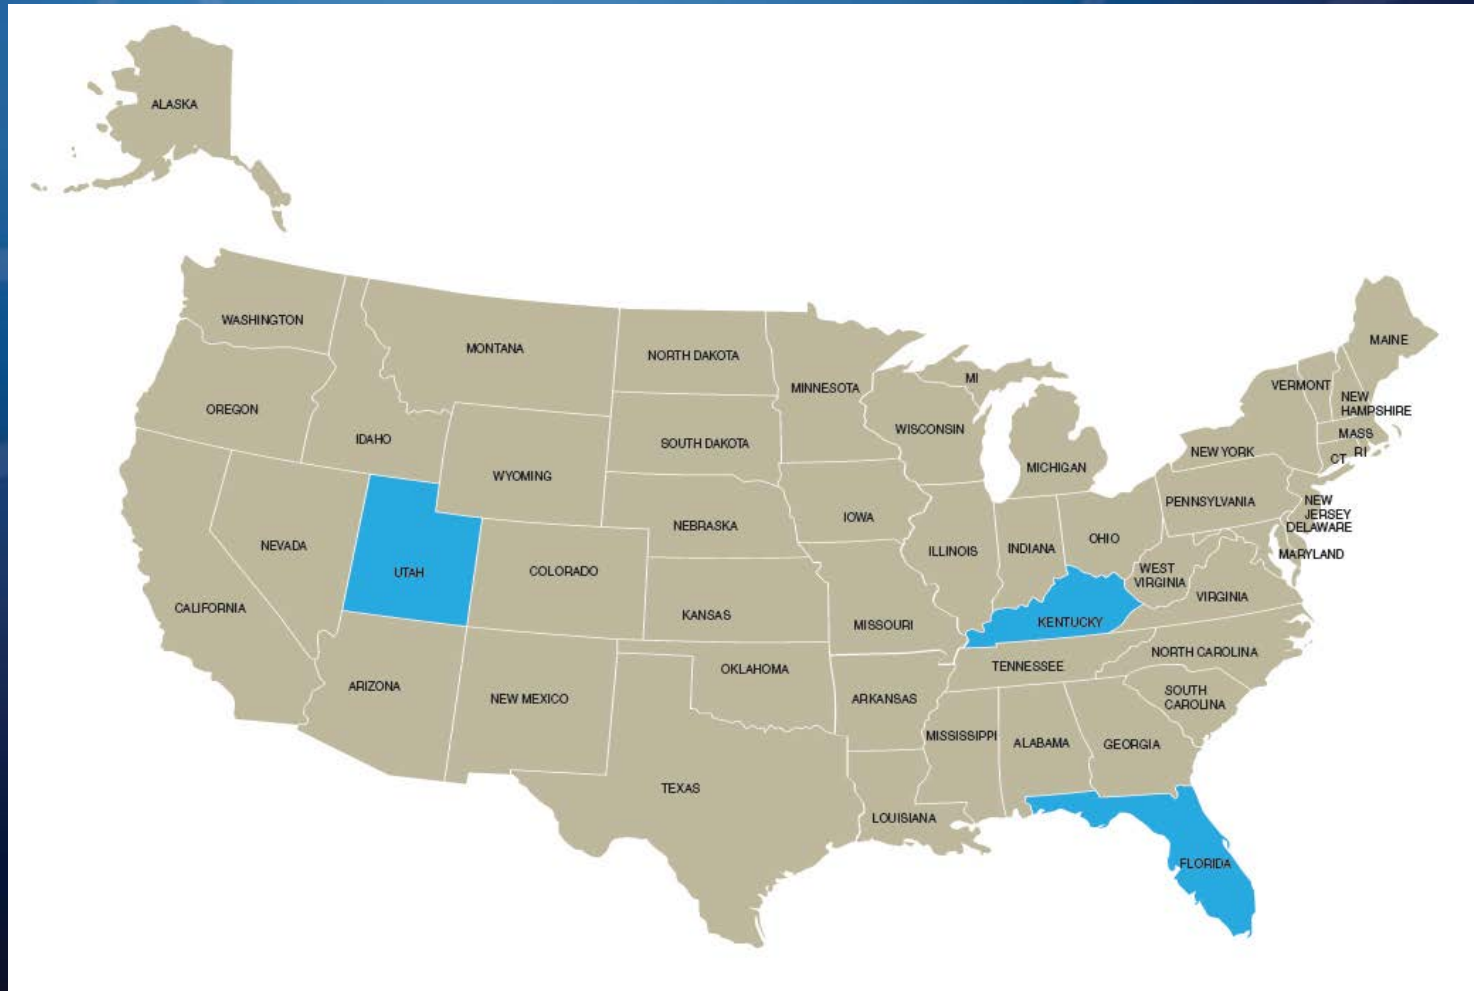 ALASKA
WASHINGTON
MONTANA
NORTH DAKOTA
MINNESOTA
MI
MAINE
VERMONT
NEW
HAMPSHIRE
OREGON
IDAHO
WYOMING
SOUTH DAKOTA
WISCONSIN
MICHIGAN
NEW YORK
MASS
CT
RI
NEVADA
UTAH
COLORADO
NEBRASKA
IOWA
ILLINOIS
INDIANA
OHIO
PENNSYLVANIA
NEW
JERSEY
DELAWARE
MARYLAND
WEST
VIRGINIA
VIRGINIA
CALIFORNIA
KANSAS
MISSOURI
KENTUCKY
ARIZONA
NEW MEXICO
OKLAHOMA
ARKANSAS
TENNESSEE
NORTH CAROLINA
SOUTH
CAROLINA
MISSISSIPPI
ALABAMA
GEORGIA
TEXAS
LOUISIANA
FLORIDA